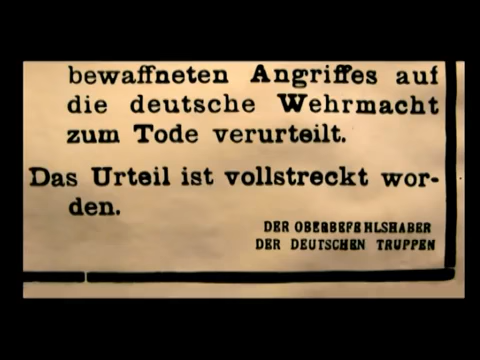 bewaffneten Angriffes auf
die deutsche Wehrmacht
zum Tode verurteilt.
Das Urteil ist vollstreckt wor-
den.
DER OBERBEFEHLSHABER
DER DEUTSCHEN TRUPPEN